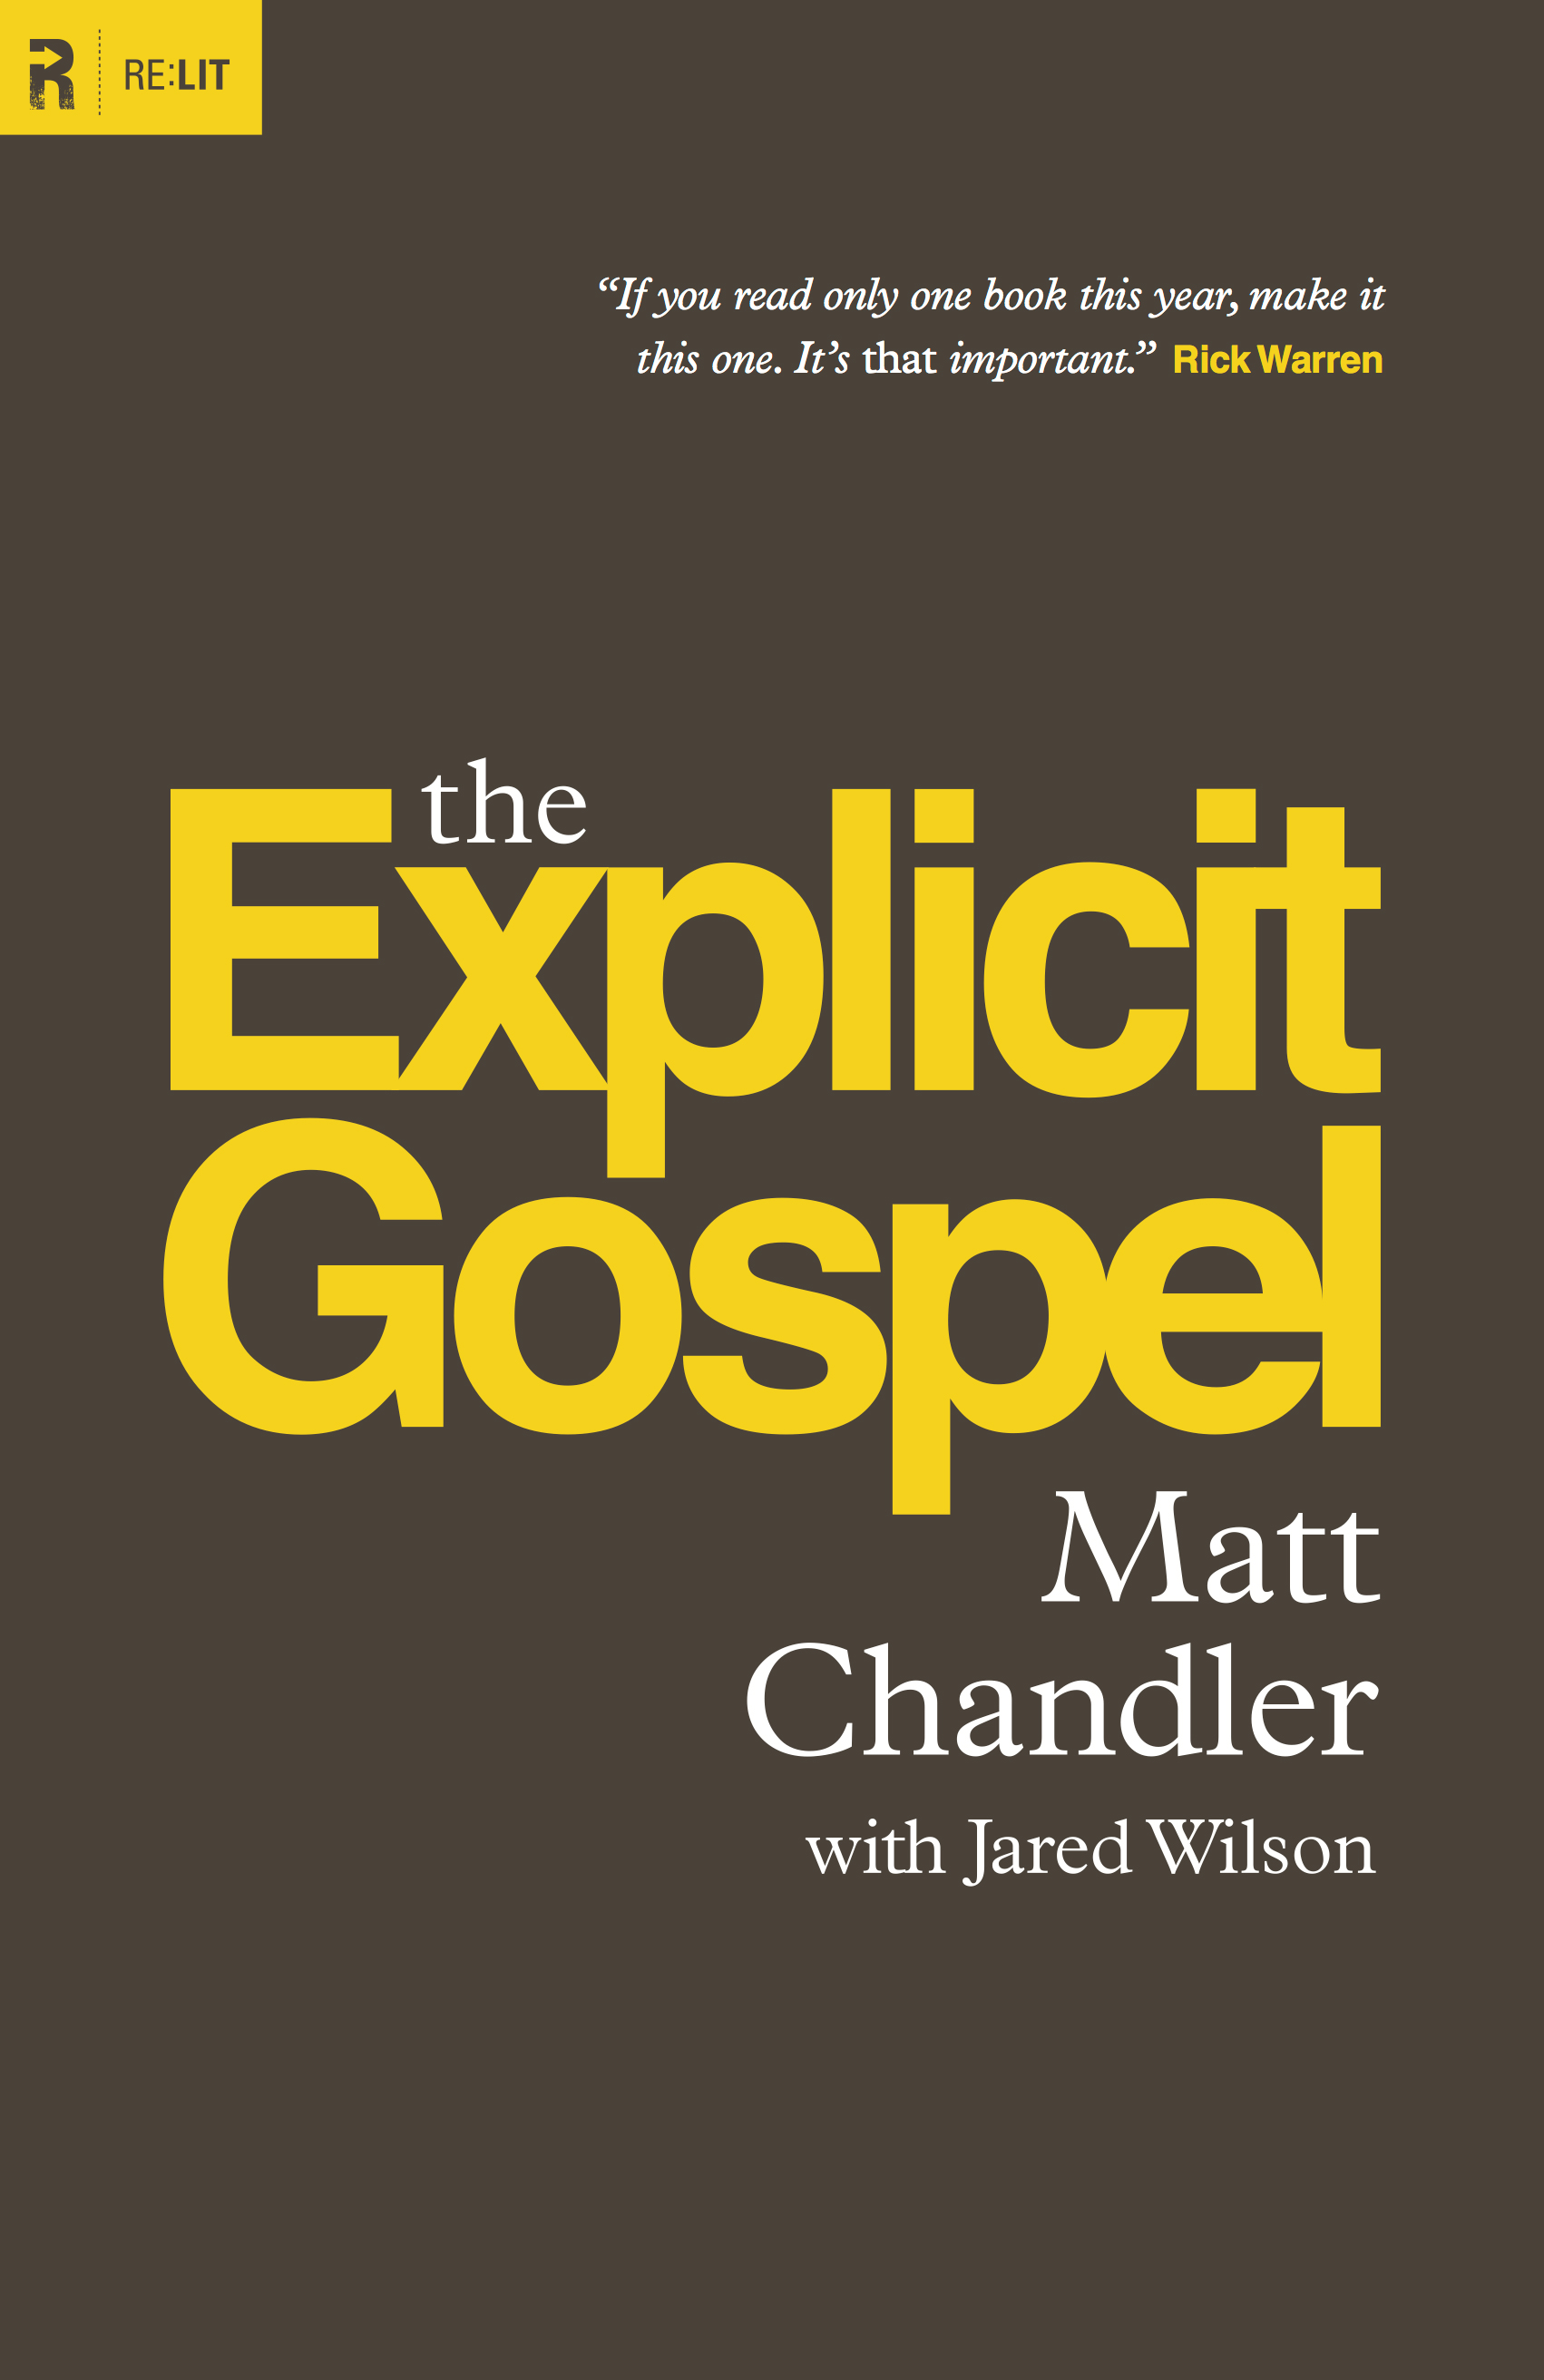 R RE:LIT
“If you read only one book this year, make it
this one. It’s that important.” Rick Warren
the
Explicit
Gospel
Matt
Chandler
with Jared Wilson